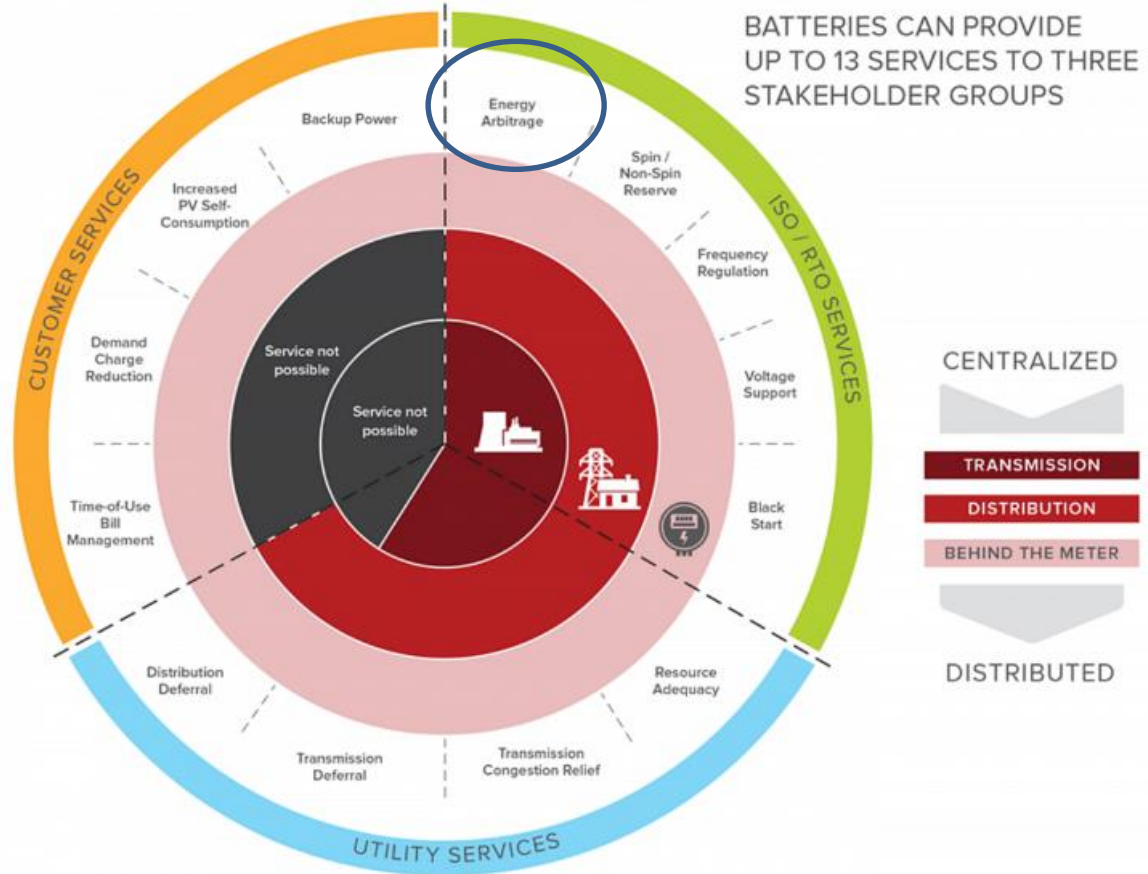 BATTERIES CAN PROVIDE
UP TO 13 SERVICES TO THREE
STAKEHOLDER GROUPS
CUSTOMER SERVICES
ISO / RTO SERVICES
UTILITY SERVICES
Backup Power
Energy
Arbitrage
Spin /
Non-Spin
Reserve
Increased
PV Self-
Consumption
Frequency
Regulation
Demand
Charge
Reduction
Service not
possible
Service not
possible
Voltage
Support
Time-of-Use
Bill
Management
Black
Start
Distribution
Deferral
Resource
Adequacy
Transmission
Deferral
Transmission
Congestion Relief
CENTRALIZED
TRANSMISSION
DISTRIBUTION
BEHIND THE METER
DISTRIBUTED